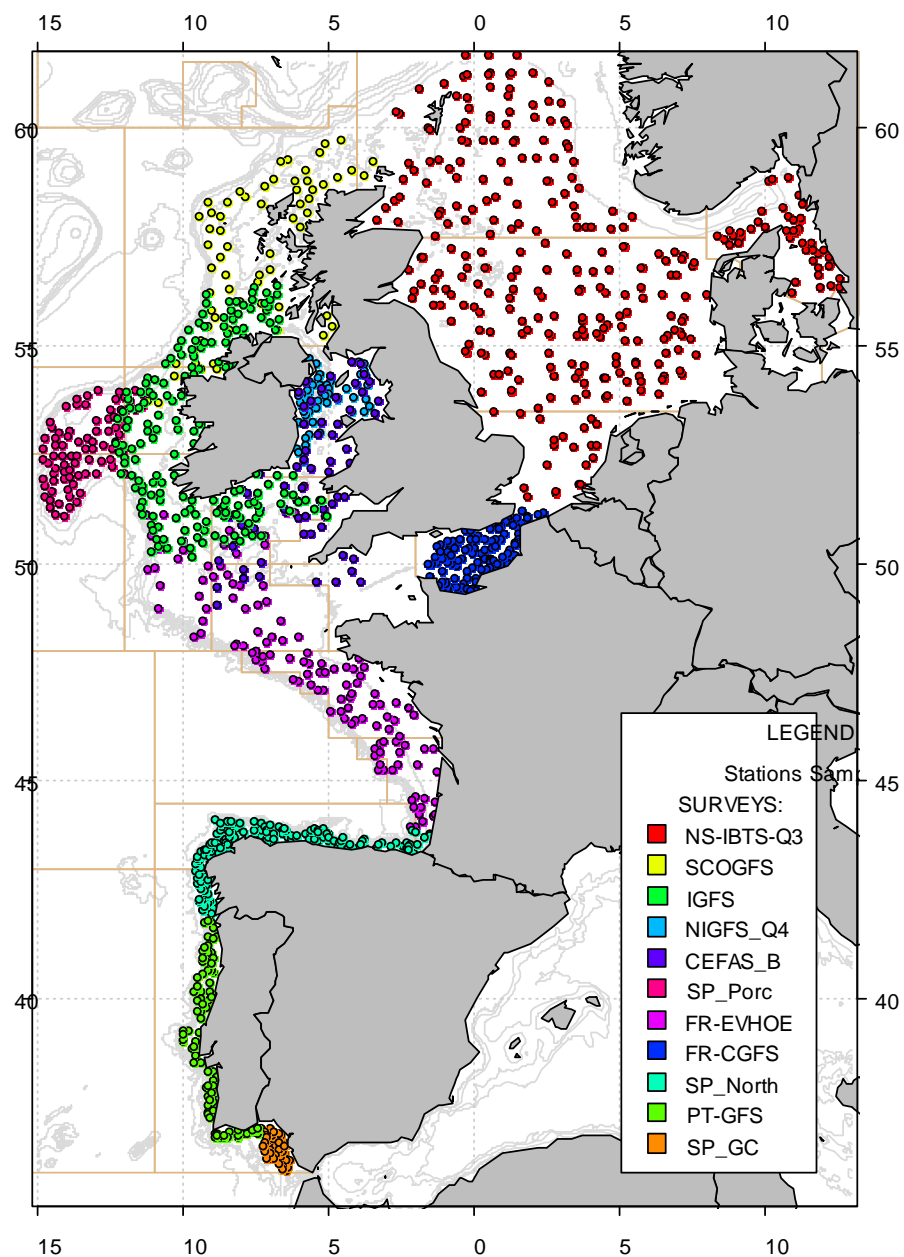 15 10 5 0 5 10
60 60
55 55
50 50
LEGEND
45 45
Stations Sam
SURVEYS:
NS-IBTS-Q3
SCOGFS
IGFS
NIGFS_Q4
CEFAS_B
SP_Porc
40 40
FR-EVHOE
FR-CGFS
SP_North
PT-GFS
SP_GC
15 10 5 0 5 10